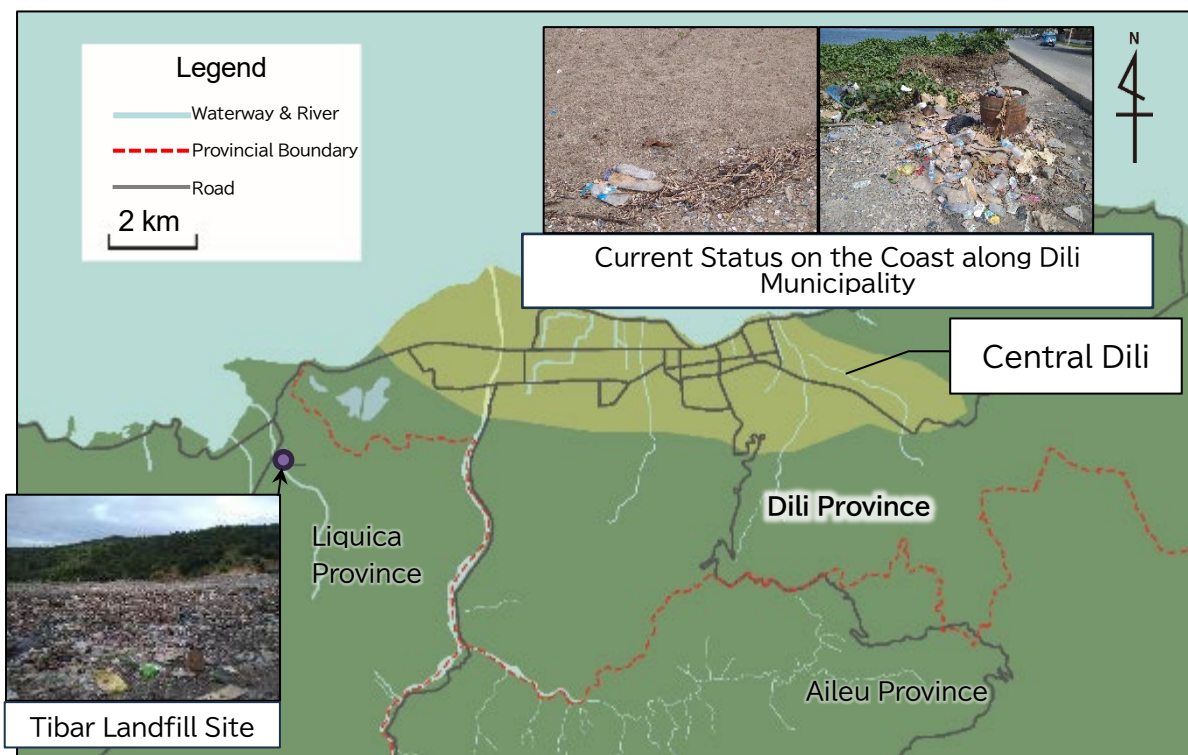 Legend
Waterway & River
Provincial Boundary
Road
2 km
N
Current Status on the Coast along Dili
Municipality
Central Dili
Dili Province
Liquica
Province
Aileu Province
Tibar Landfill Site